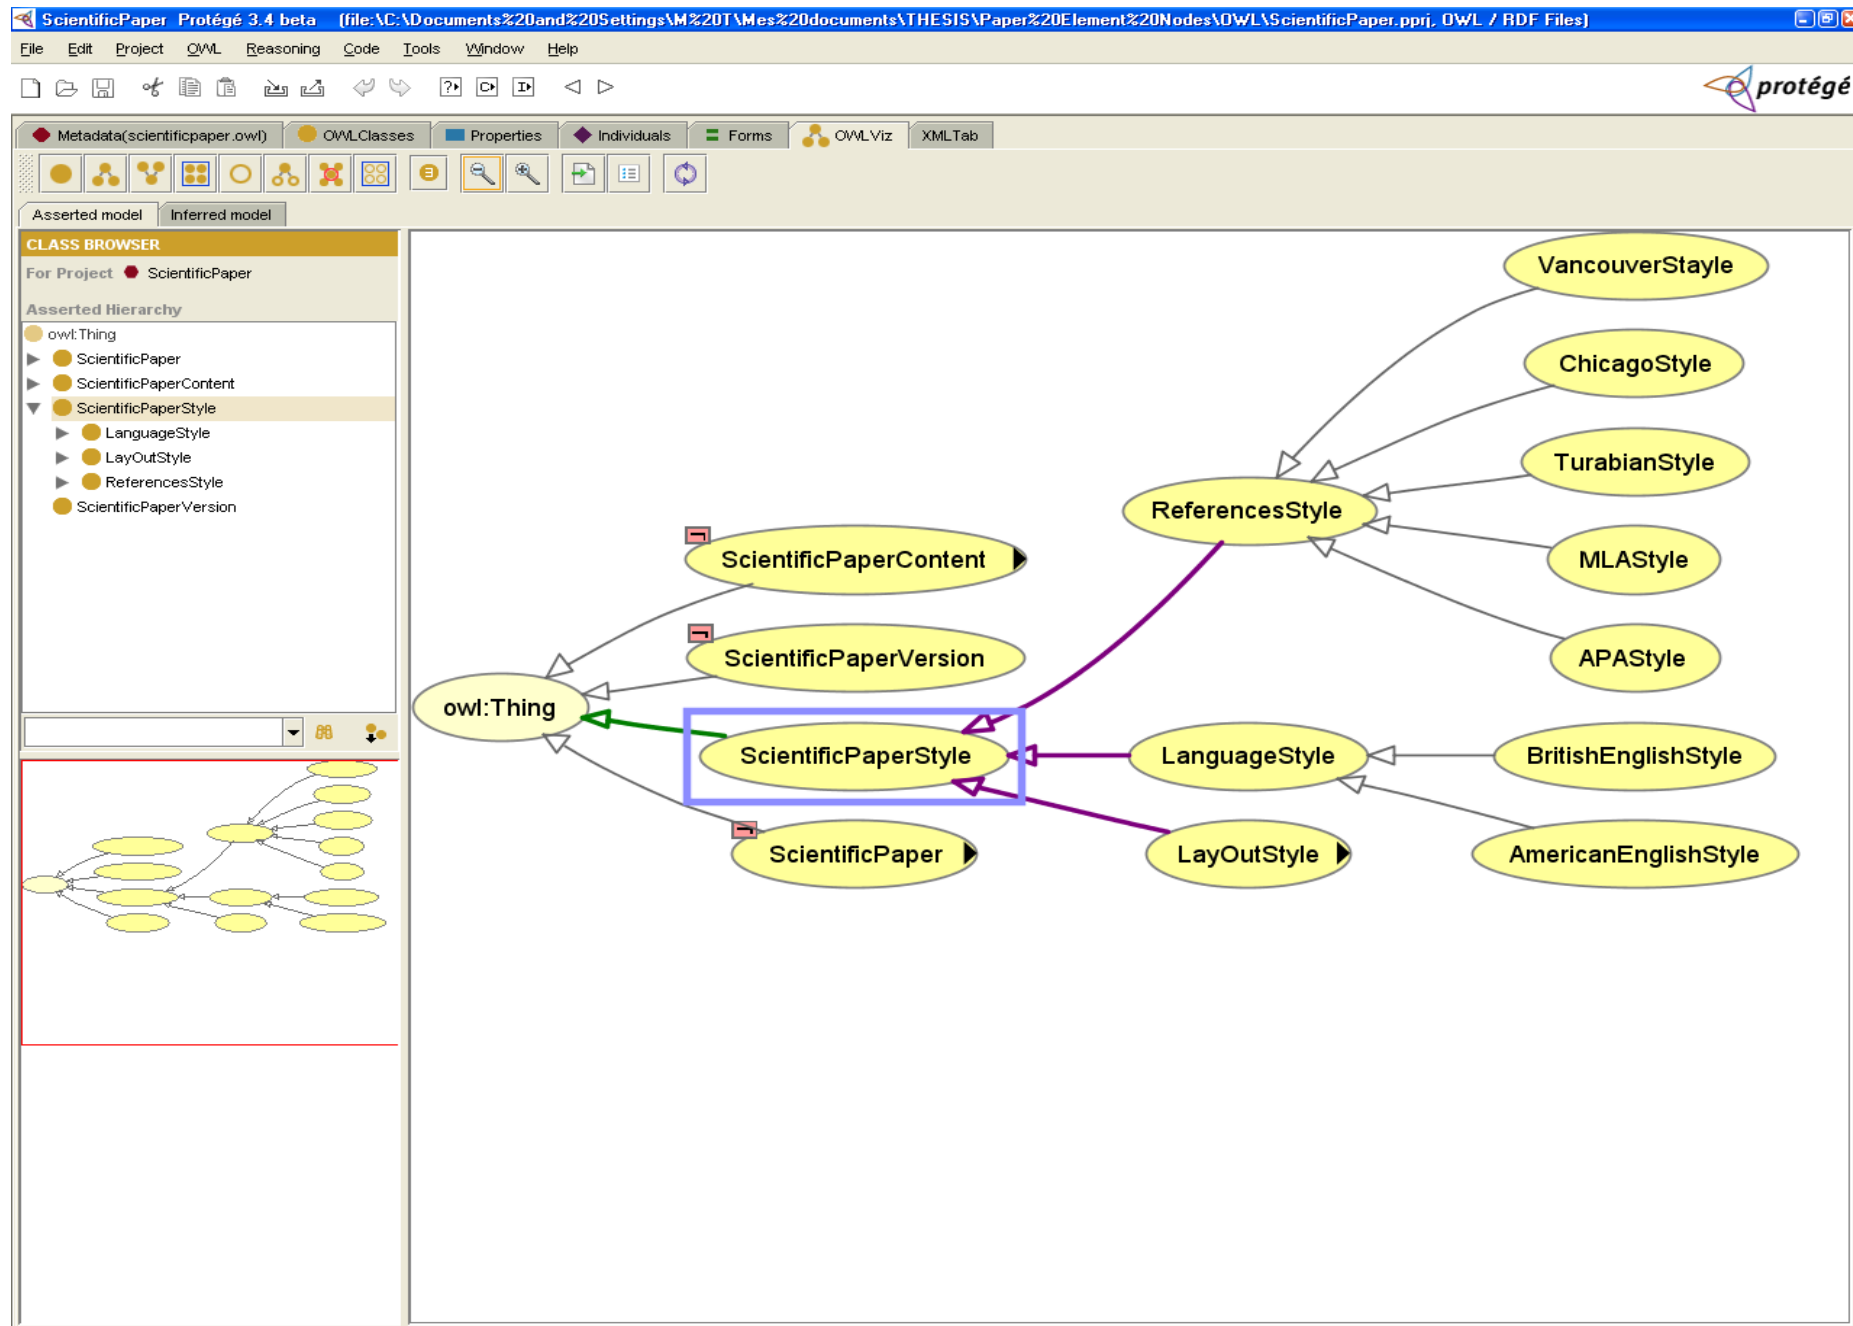 ScientificPaper  Protégé 3.4 beta    (file:\C:\Documents%20and%20Settings\M%20T\Mes%20documents\THESIS\Paper%20Element%20Nodes\OWL\ScientificPaper.pprj, OWL / RDF Files)
File Edit Project OWL Reasoning Code Tools Window Help
protégé
Metadata(scientificpaper.owl) OWLClasses Properties Individuals Forms OWLViz XMLTab
Asserted model Inferred model
CLASS BROWSER
For Project ScientificPaper
Asserted Hierarchy
owl:Thing
ScientificPaper
ScientificPaperContent
ScientificPaperStyle
LanguageStyle
LayOutStyle
ReferencesStyle
ScientificPaperVersion
VancouverStayle
ChicagoStyle
TurabianStyle
ReferencesStyle
ScientificPaperContent
MLAStyle
ScientificPaperVersion
APAStyle
owl:Thing
ScientificPaperStyle
LanguageStyle
BritishEnglishStyle
ScientificPaper
LayOutStyle
AmericanEnglishStyle